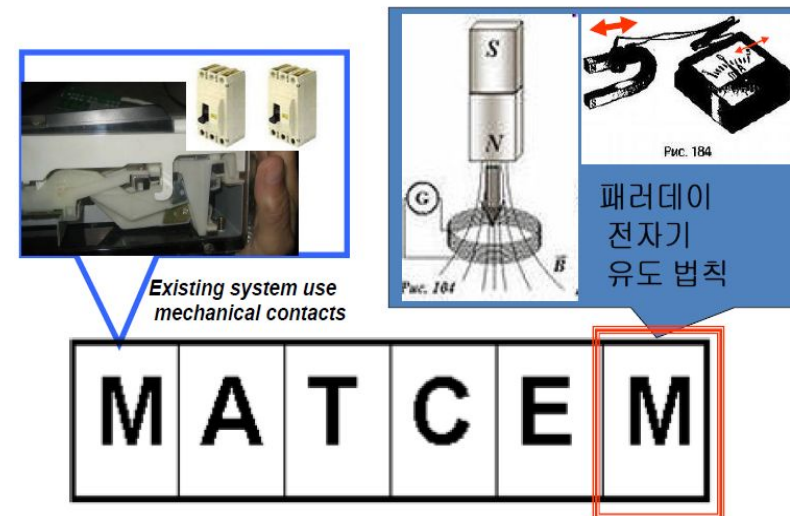 S
N
G
B
Рис. 164
N
S
Рис. 184
패러데이
전자기
유도 법칙
Existing system use
mechanical contacts
M A T C E M